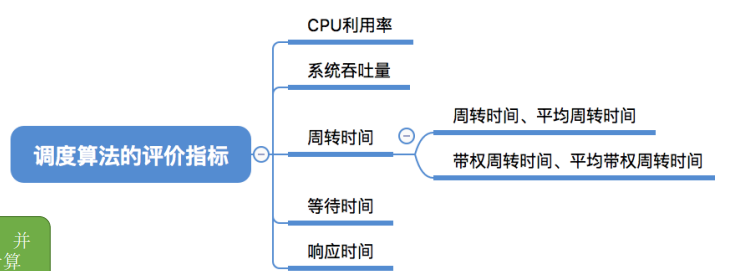 CPU利用率
系统吞吐量
调度算法的评价指标
周转时间
周转时间、平均周转时间
带权周转时间、平均带权周转时间
等待时间
响应时间
并
算